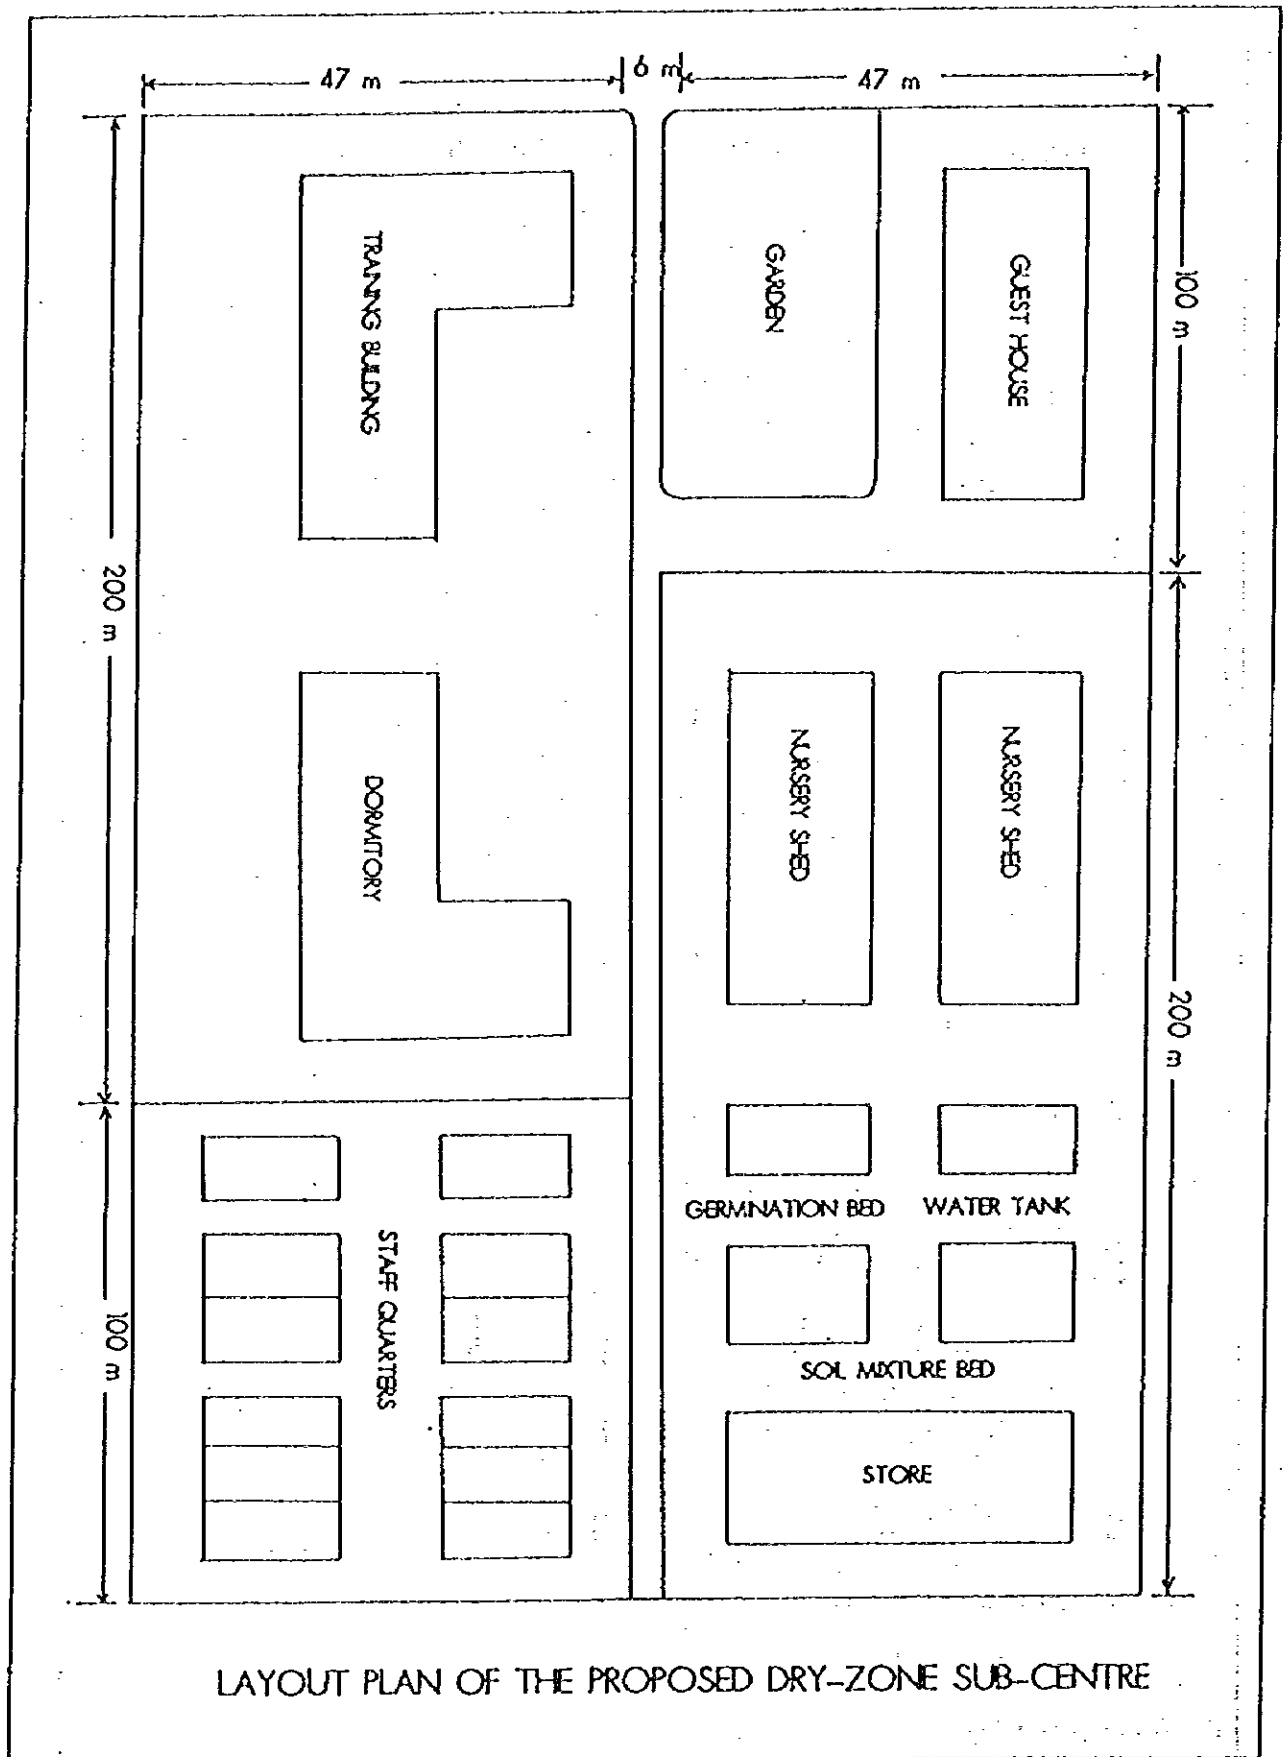 47 m
6 m
47 m
TRAINING BUILDING
GARDEN
GUEST HOUSE
100 m
200 m
DORMITORY
NURSERY SHED
NURSERY SHED
200 m
GERMINATION BED
WATER TANK
STAFF QUARTERS
100 m
SOIL MIXTURE BED
STORE
LAYOUT PLAN OF THE PROPOSED DRY-ZONE SUB-CENTRE